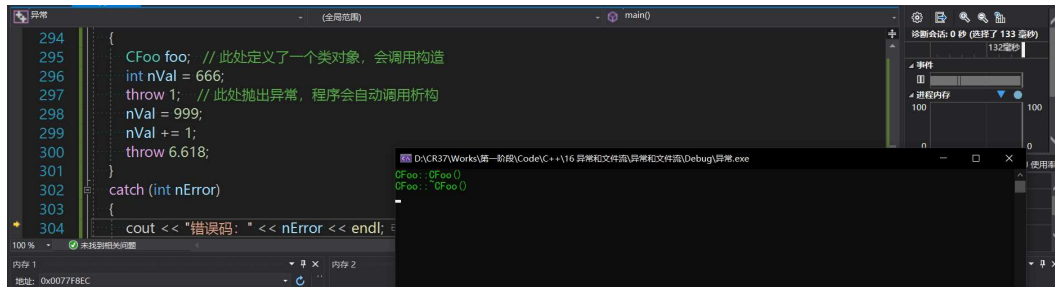 异常
(全局范围)
main()
294 {
295 CFoo foo; // 此处定义了一个类对象，会调用构造
296 int nVal = 666;
297 throw 1; // 此处抛出异常，程序会自动调用析构
298 nVal = 999;
299 nVal += 1;
300 throw 6.618;
301 }
302 catch (int nError)
303 {
304 cout << "错误码：" << nError << endl;
100 %
未找到相关问题
内存 1
内存 2
地址: 0x0077F8EC
D:\CR37\Works\第一阶段\Code\C++\16 异常和文件流\异常和文件流\Debug\异常.exe
CFoo::CFoo()
CFoo::~CFoo()
诊断会话: 0 秒 (选择了 133 毫秒)
132毫秒
事件
进程内存
100
100
0
0